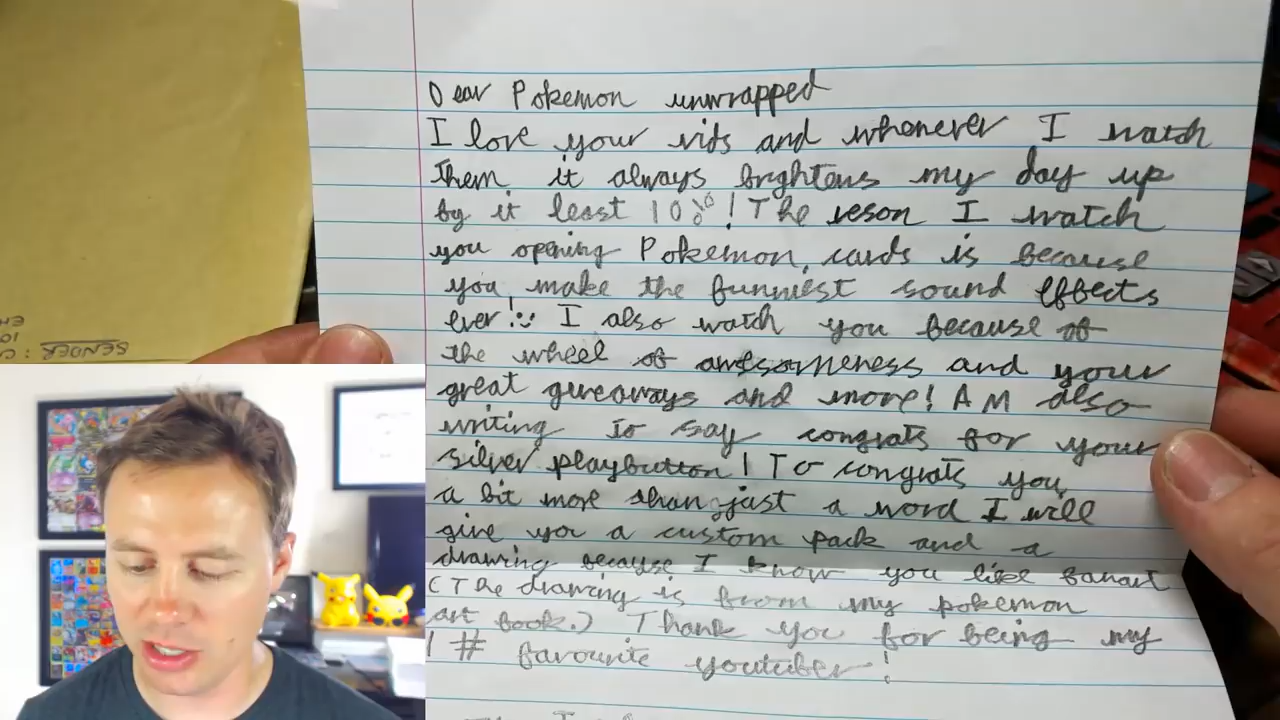 Dear Pokemon unwrapped
I love your vids and whenever I watch
them it always brightens my day up
by it least 10%! The reson I watch
you opening Pokemon cards is because
you make the funniest sound effects
ever! I also watch you because of
the wheel of awesomeness and your
great giveaways and more! AM also
writing to say congrats for your
silver playbutton! To congrats you
a bit more than just a word I will
give you a custom pack and a
drawing because I know you like fanart
(The drawing is from my pokemon
art book.) Thank you for being my
1 # favourite youtuber!
SENDER :